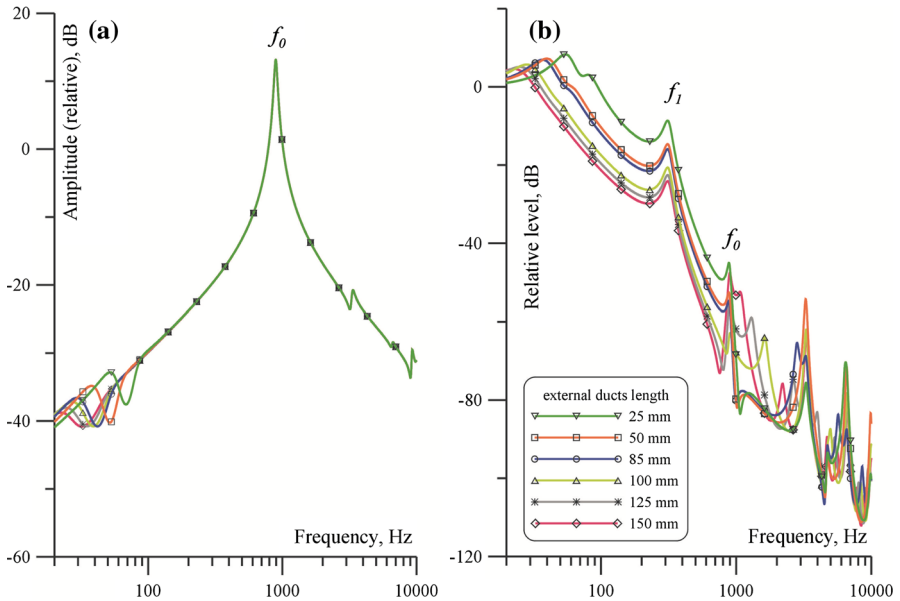 (a)
f0
Amplitude (relative), dB
20
0
-20
-40
-60
Frequency, Hz
100
1000
10000
(b)
f1
f0
Relative level, dB
0
-40
-80
-120
external ducts length
25 mm
50 mm
85 mm
100 mm
125 mm
150 mm
Frequency, Hz
100
1000
10000